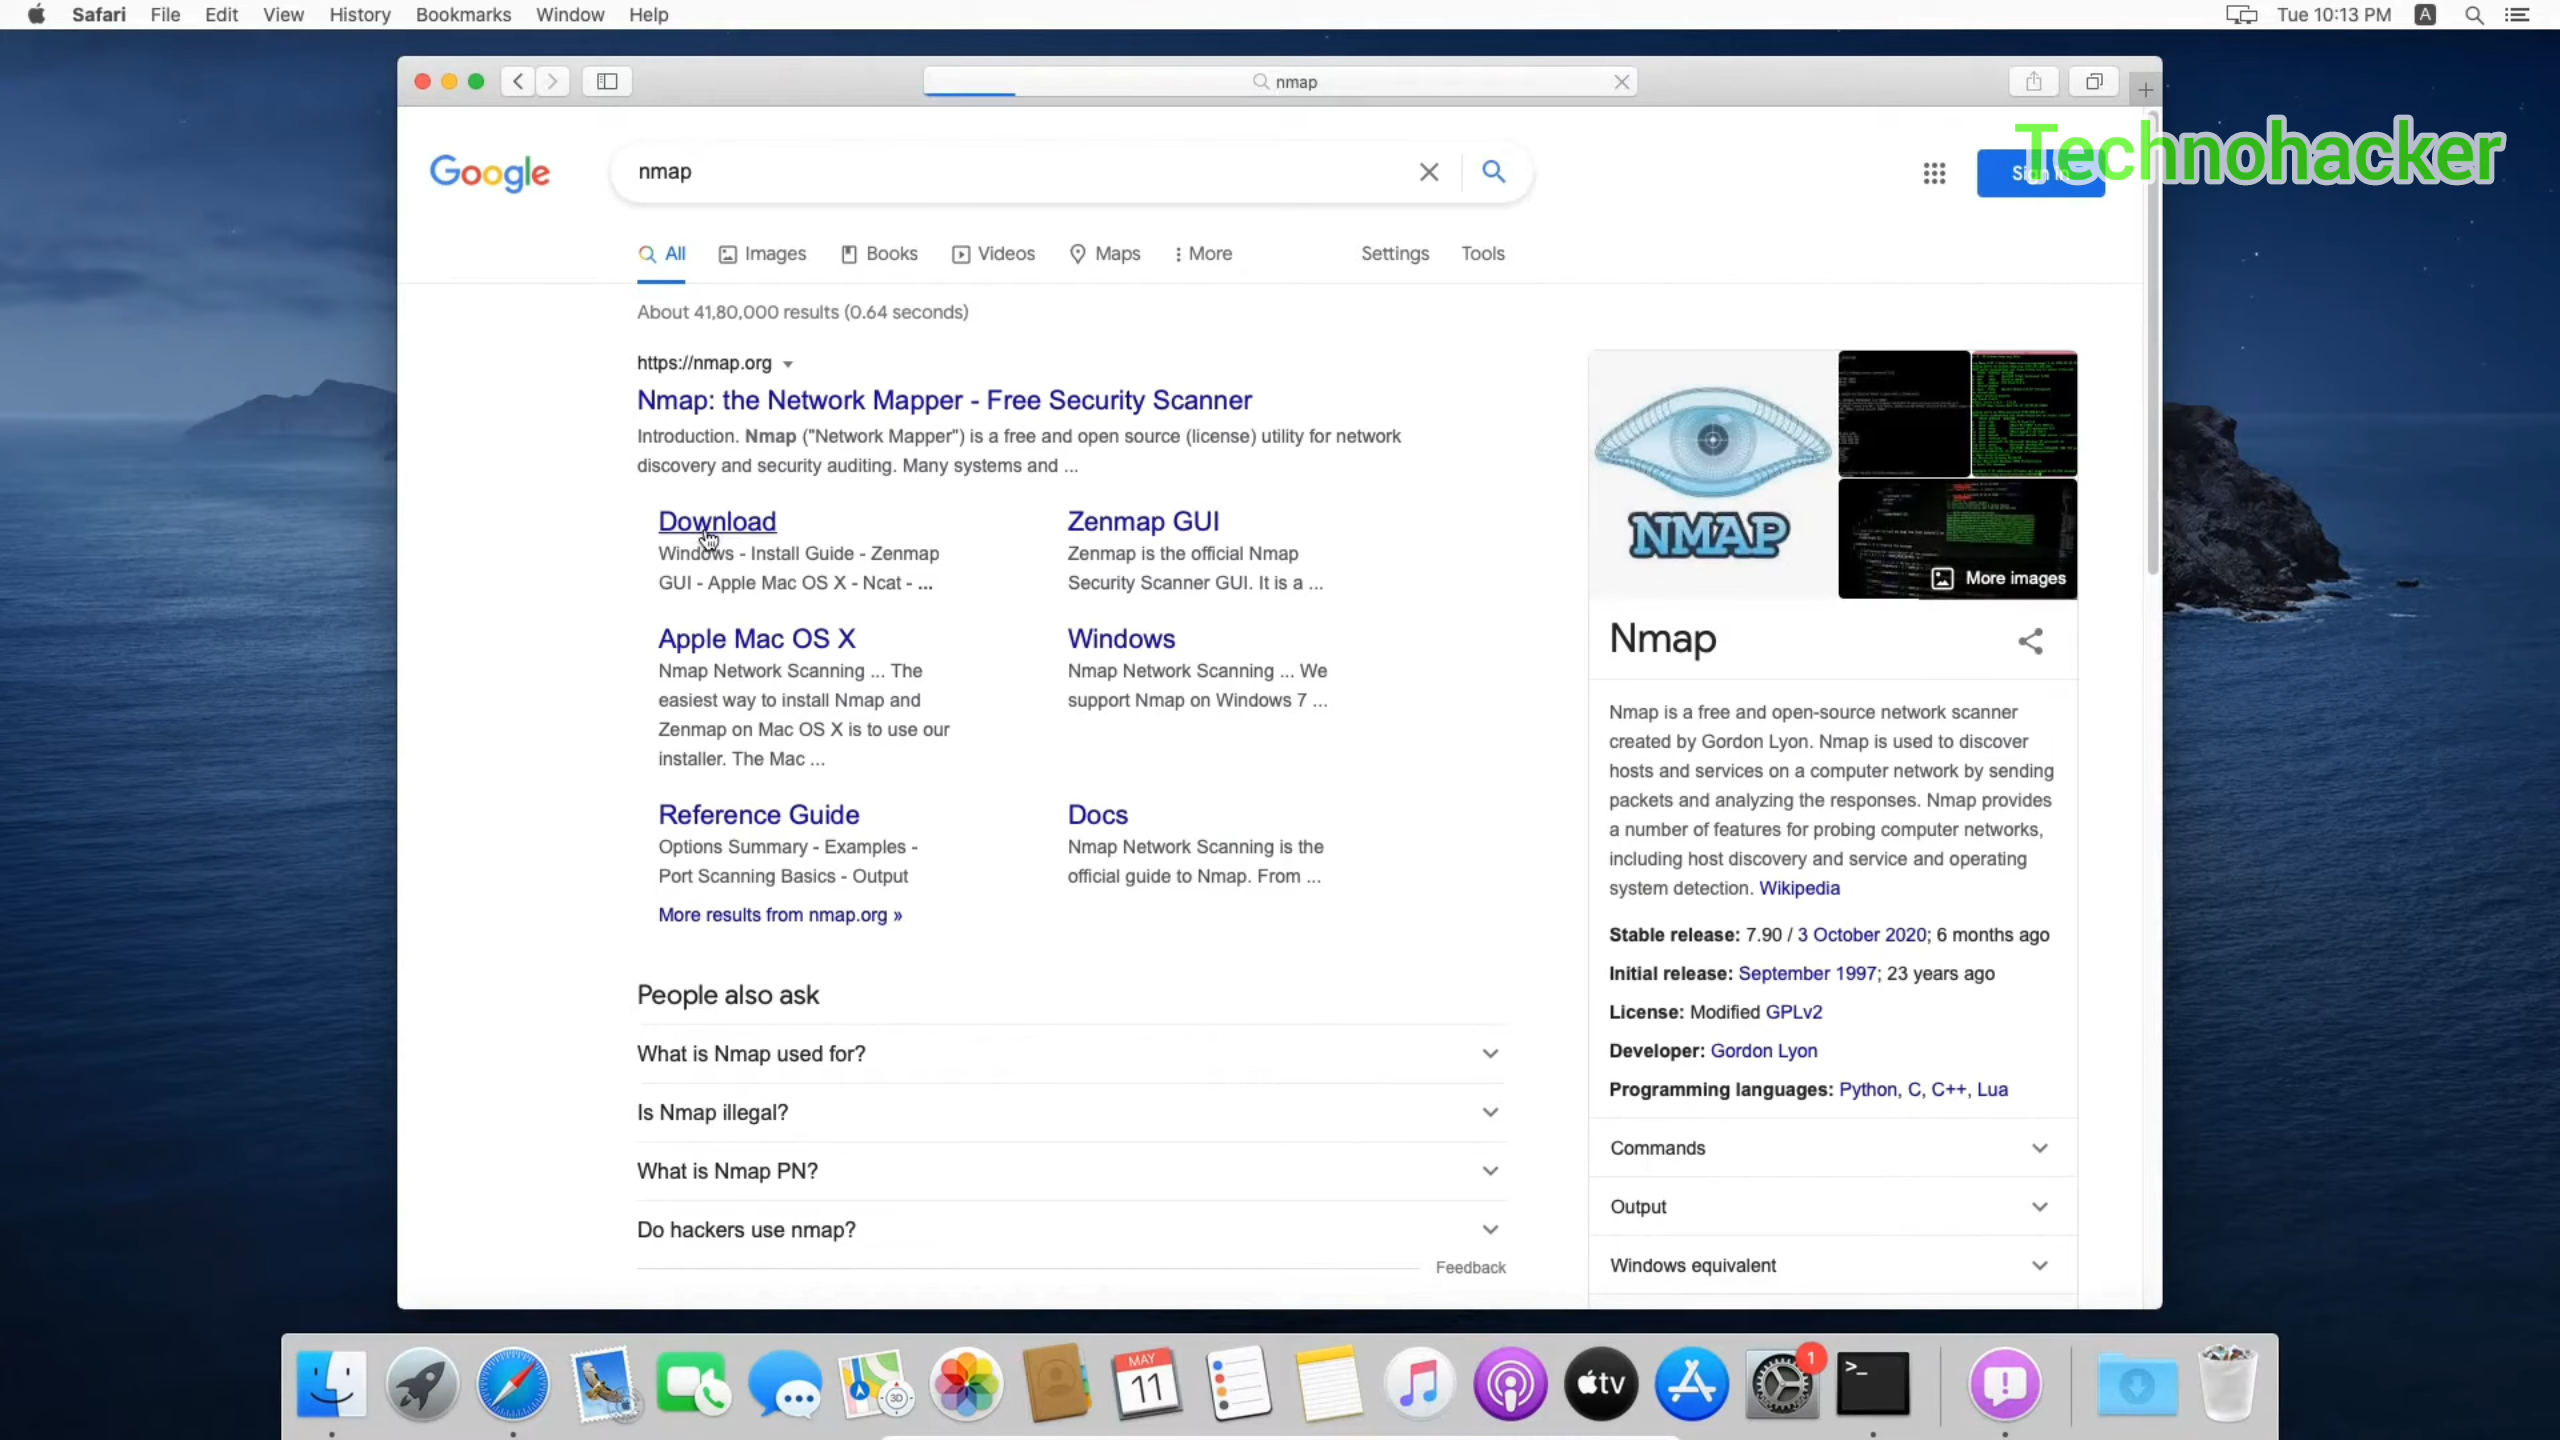 Safari File Edit View History Bookmarks Window Help
Tue 10:13 PM A
nmap
Technohacker
Google
nmap
Sign in
All Images Books Videos Maps More Settings Tools
About 41,80,000 results (0.64 seconds)
https://nmap.org
Nmap: the Network Mapper - Free Security Scanner
Introduction. Nmap ("Network Mapper") is a free and open source (license) utility for network
discovery and security auditing. Many systems and ...
Download
Windows - Install Guide - Zenmap
GUI - Apple Mac OS X - Ncat - ...
Zenmap GUI
Zenmap is the official Nmap
Security Scanner GUI. It is a ...
Apple Mac OS X
Nmap Network Scanning ... The
easiest way to install Nmap and
Zenmap on Mac OS X is to use our
installer. The Mac ...
Windows
Nmap Network Scanning ... We
support Nmap on Windows 7 ...
Reference Guide
Options Summary - Examples -
Port Scanning Basics - Output
Docs
Nmap Network Scanning is the
official guide to Nmap. From ...
More results from nmap.org »
People also ask
What is Nmap used for?
Is Nmap illegal?
What is Nmap PN?
Do hackers use nmap?
Feedback
NMAP
More images
Nmap
Nmap is a free and open-source network scanner
created by Gordon Lyon. Nmap is used to discover
hosts and services on a computer network by sending
packets and analyzing the responses. Nmap provides
a number of features for probing computer networks,
including host discovery and service and operating
system detection. Wikipedia
Stable release: 7.90 / 3 October 2020; 6 months ago
Initial release: September 1997; 23 years ago
License: Modified GPLv2
Developer: Gordon Lyon
Programming languages: Python, C, C++, Lua
Commands
Output
Windows equivalent
3D
MAY
11
tv
1
>_